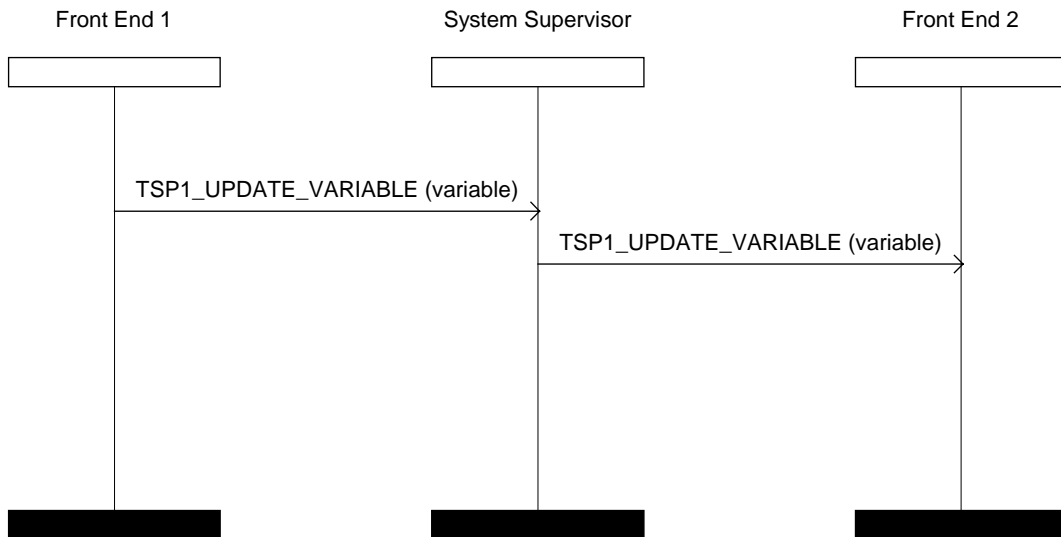 Front End 1
System Supervisor
Front End 2
TSP1_UPDATE_VARIABLE (variable)
TSP1_UPDATE_VARIABLE (variable)